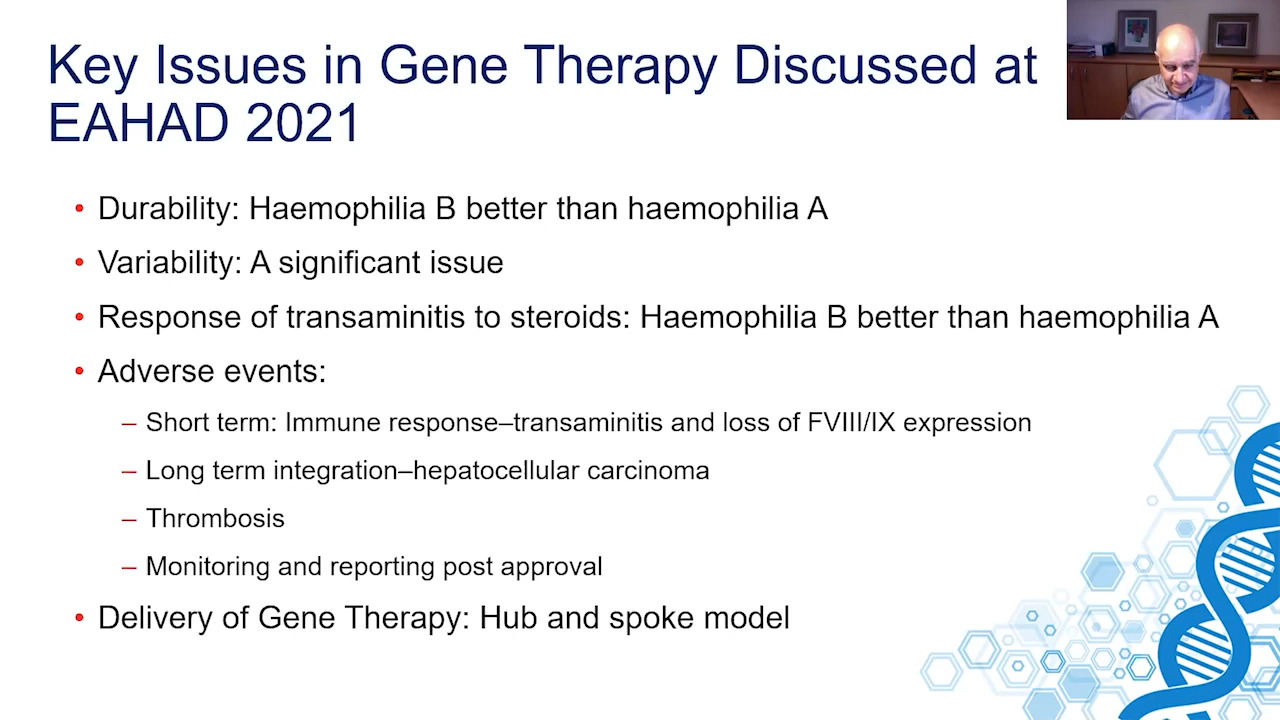 Key Issues in Gene Therapy Discussed at
EAHAD 2021
• Durability: Haemophilia B better than haemophilia A
• Variability: A significant issue
• Response of transaminitis to steroids: Haemophilia B better than haemophilia A
• Adverse events:
– Short term: Immune response–transaminitis and loss of FVIII/IX expression
– Long term integration–hepatocellular carcinoma
– Thrombosis
– Monitoring and reporting post approval
• Delivery of Gene Therapy: Hub and spoke model